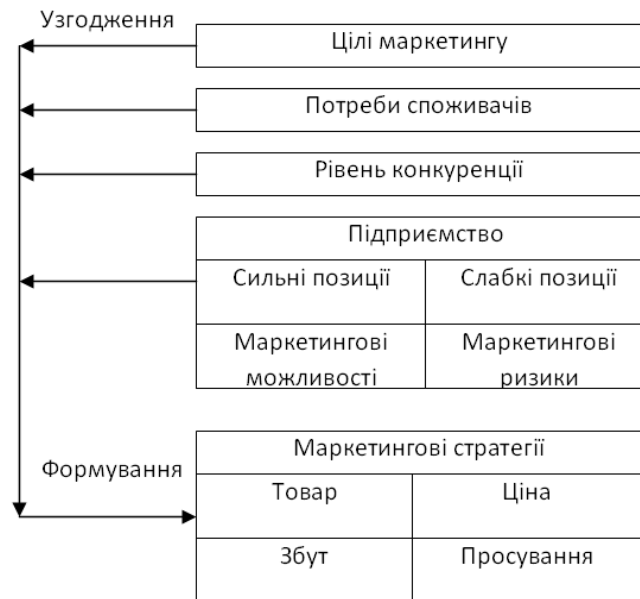 Узгодження
Цілі маркетингу
Потреби споживачів
Рівень конкуренції
Підприємство
Сильні позиції
Слабкі позиції
Маркетингові
можливості
Маркетингові
ризики
Маркетингові стратегії
Формування
Товар
Ціна
Збут
Просування